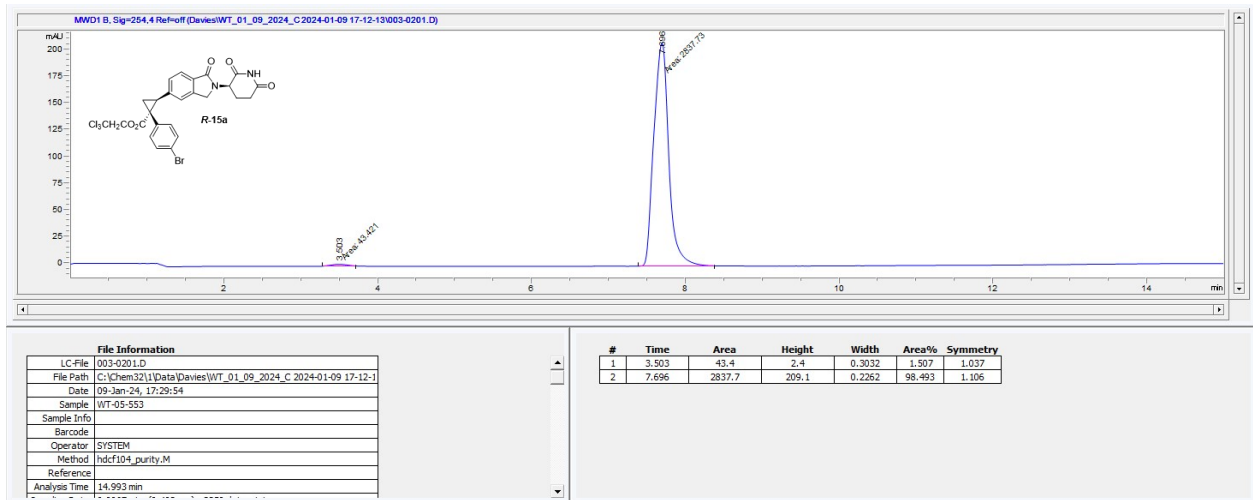 MWD1 B, Sig=254,4 Ref=off (Davies\WT_01_09_2024_C 2024-01-09 17-12-13\003-0201.D)
mAU
200
175
150
125
100
75
50
25
0
O
O
NH
N
O
R-15a
Cl3CH2CO2C
Br
3.503
Area: 43.421
7.696
Area: 2837.73
2
4
6
8
10
12
14
min
File Information
LC-File 003-0201.D
File Path C:\Chem32\1\Data\Davies\WT_01_09_2024_C 2024-01-09 17-12-1
Date 09-Jan-24, 17:29:54
Sample WT-05-553
Sample Info
Barcode
Operator SYSTEM
Method hdcf104_purity.M
Reference
Analysis Time 14.993 min
# Time Area Height Width Area% Symmetry
1 3.503 43.4 2.4 0.3032 1.507 1.037
2 7.696 2837.7 209.1 0.2262 98.493 1.106